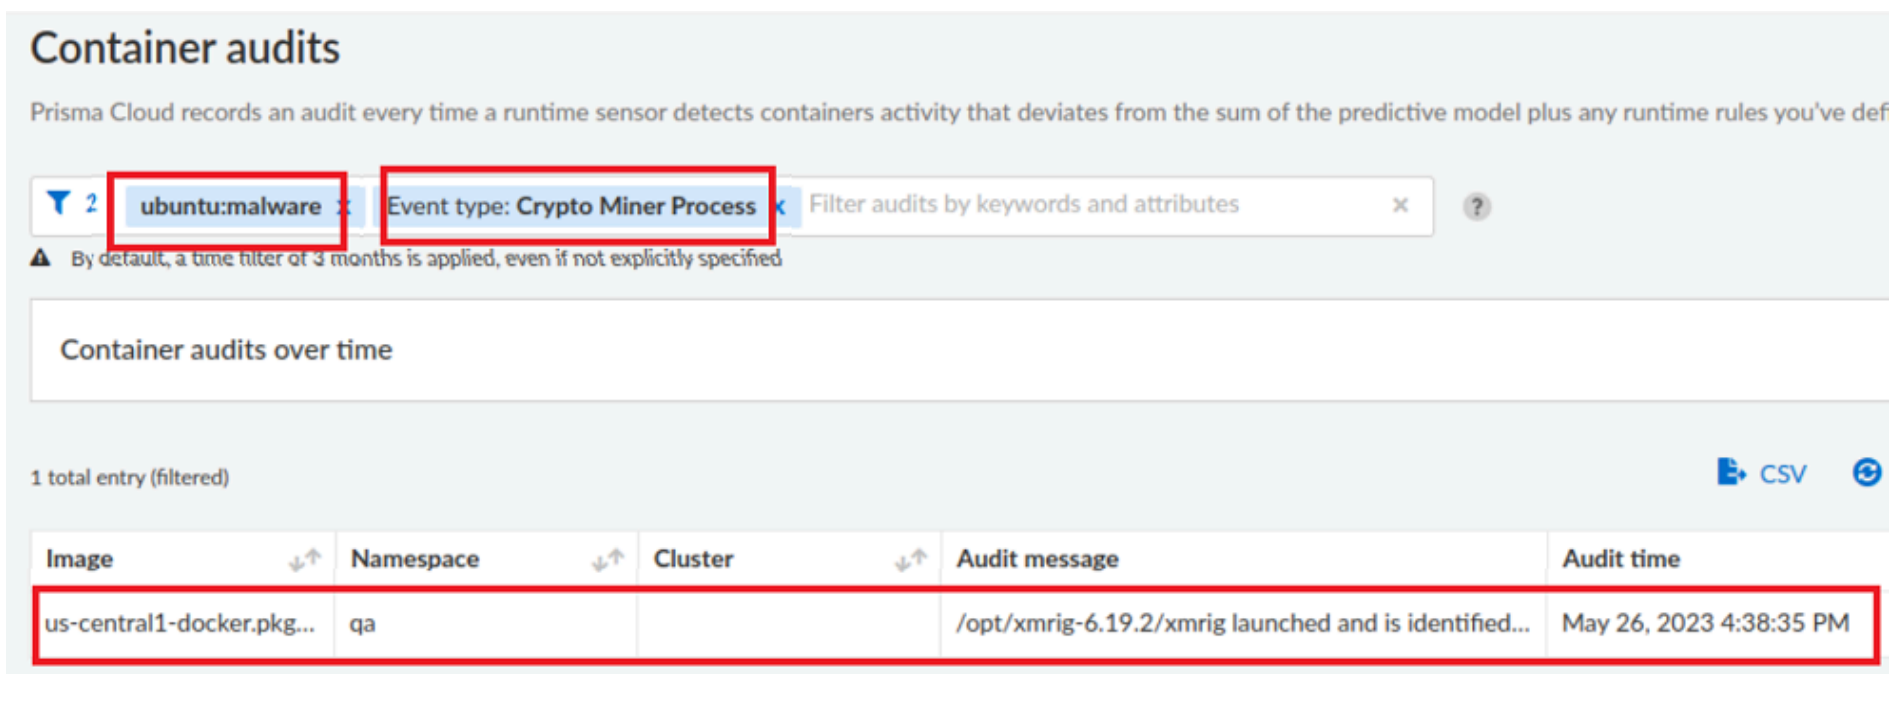 Container audits
Prisma Cloud records an audit every time a runtime sensor detects containers activity that deviates from the sum of the predictive model plus any runtime rules you've defi
2 ubuntu:malware x Event type: Crypto Miner Process x Filter audits by keywords and attributes × ?
By default, a time filter of 3 months is applied, even if not explicitly specified
Container audits over time
1 total entry (filtered)
CSV
Image Namespace Cluster Audit message Audit time
us-central1-docker.pkg... qa /opt/xmrig-6.19.2/xmrig launched and is identified... May 26, 2023 4:38:35 PM